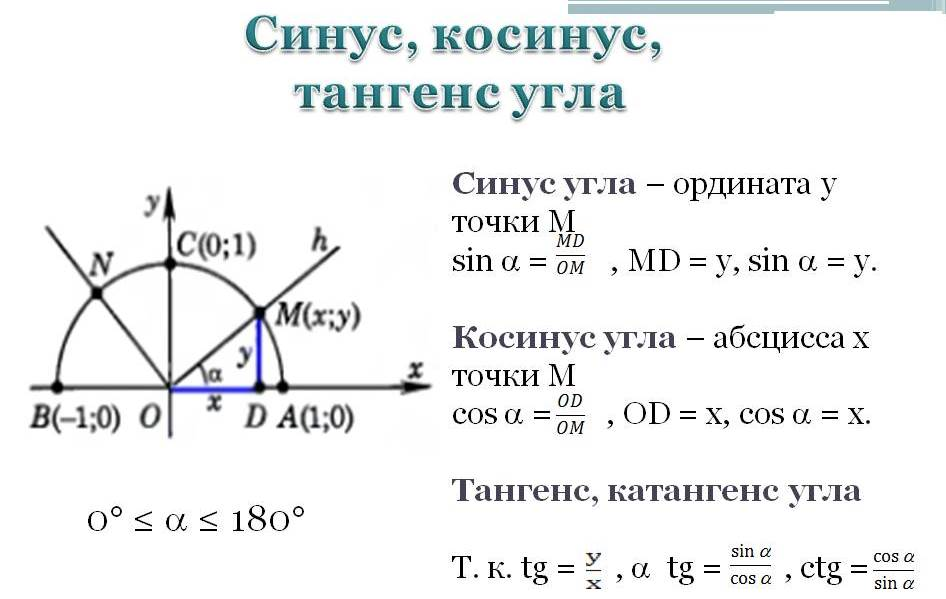 Синус, косинус,
тангенс угла
Синус угла – ордината y
точки М
sin α = MD/OM , MD = y, sin α = y.
Косинус угла – абсцисса x
точки М
cos α = OD/OM , OD = x, cos α = x.
Тангенс, катангенс угла
Т. к. tg = y/x , α tg = sin α/cos α , ctg = cos α/sin α
y
C(0;1)
h
N
M(x;y)
y
α
x
x
B(–1;0) O D A(1;0)
0° ≤ α ≤ 180°